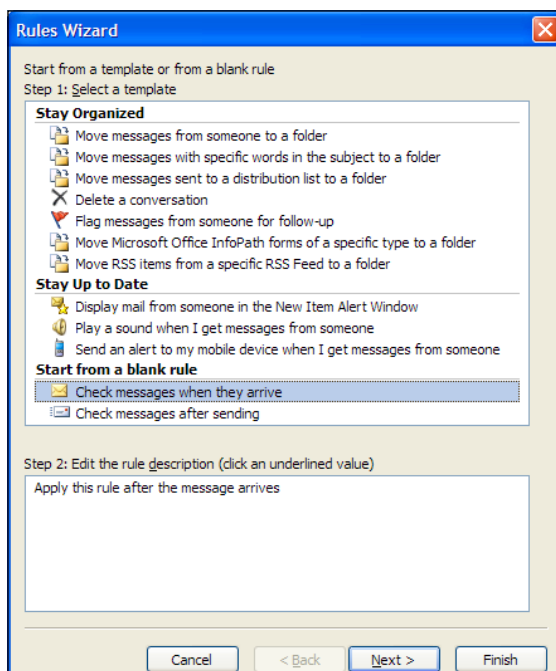 Rules Wizard
Start from a template or from a blank rule
Step 1: Select a template
Stay Organized
Move messages from someone to a folder
Move messages with specific words in the subject to a folder
Move messages sent to a distribution list to a folder
Delete a conversation
Flag messages from someone for follow-up
Move Microsoft Office InfoPath forms of a specific type to a folder
Move RSS items from a specific RSS Feed to a folder
Stay Up to Date
Display mail from someone in the New Item Alert Window
Play a sound when I get messages from someone
Send an alert to my mobile device when I get messages from someone
Start from a blank rule
Check messages when they arrive
Check messages after sending
Step 2: Edit the rule description (click an underlined value)
Apply this rule after the message arrives
Cancel < Back Next > Finish